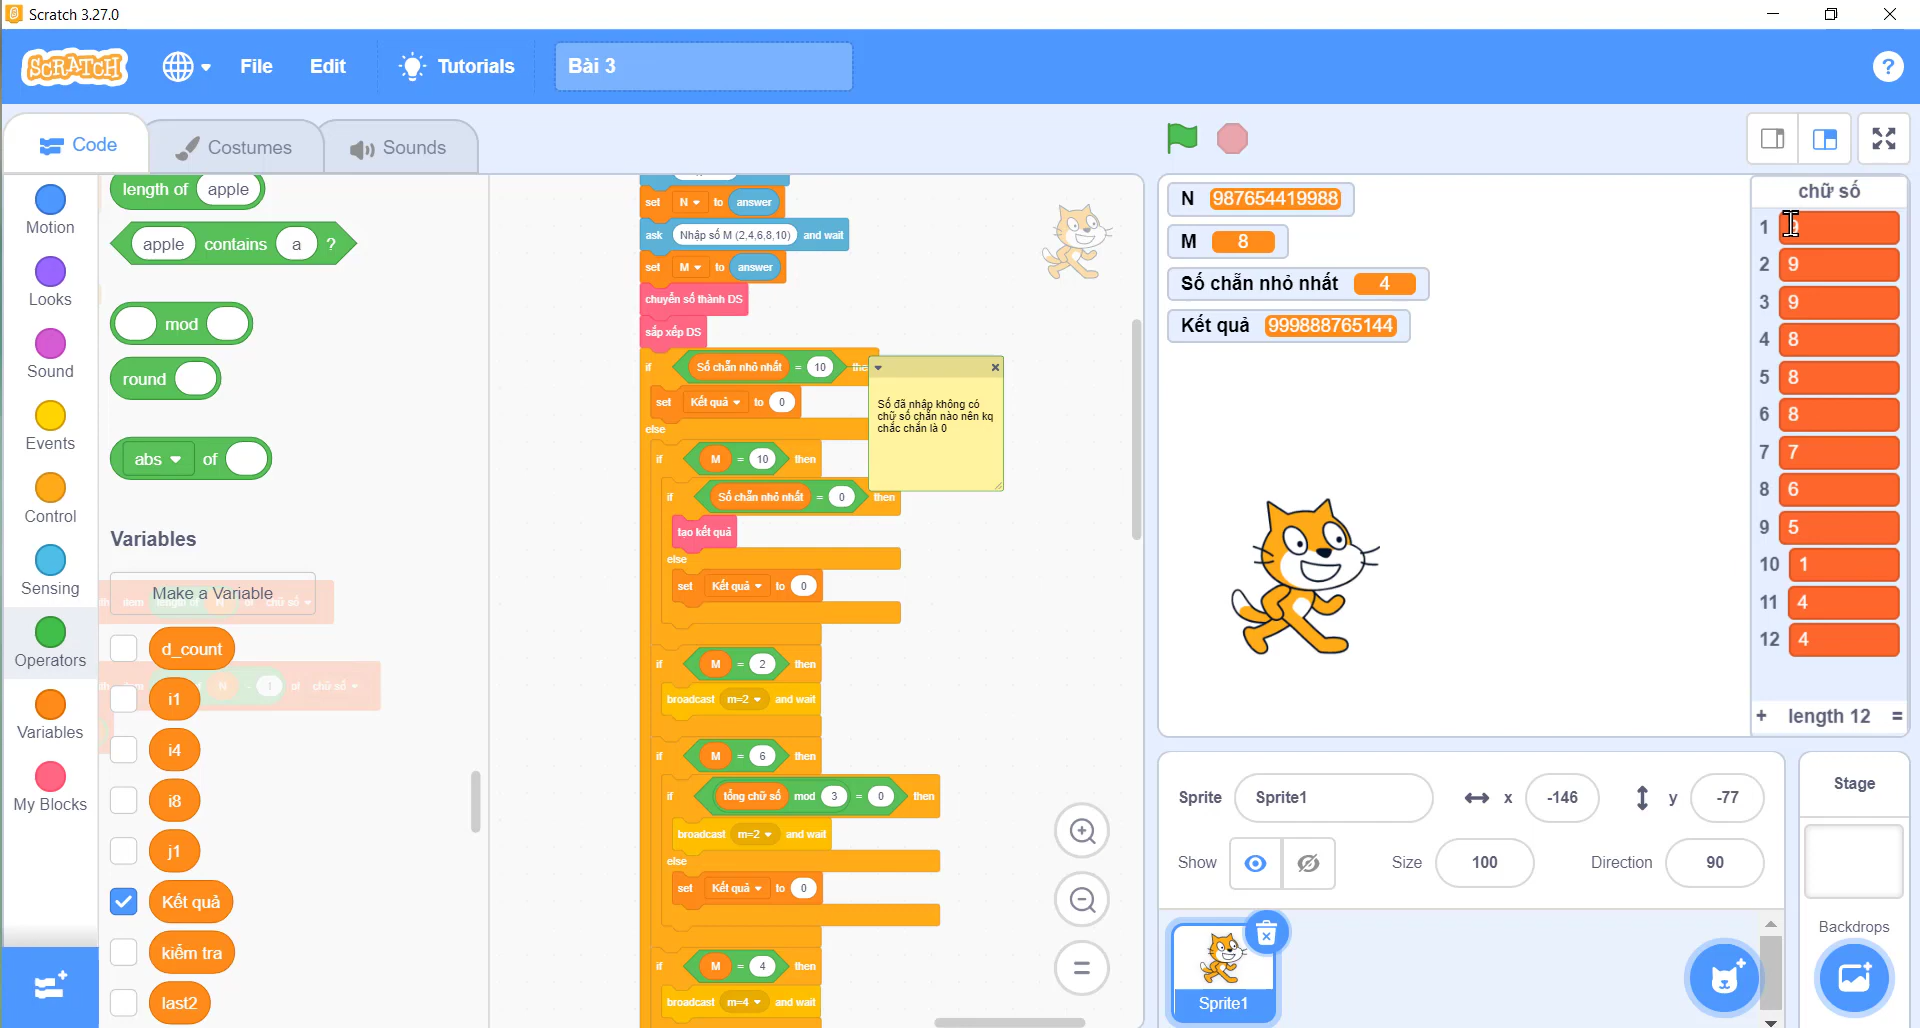 Scratch 3.27.0
SCRATCH
File
Edit
Tutorials
Bài 3
?
Code
Costumes
Sounds
Motion
Looks
Sound
Events
Control
Sensing
Operators
Variables
My Blocks
length of apple
apple contains a ?
mod
round
abs of
Variables
Make a Variable
d_count
i1
i4
i8
j1
Kết quả
kiểm tra
last2
set N to answer
ask Nhập số M (2,4,6,8,10) and wait
set M to answer
chuyển số thành DS
sắp xếp DS
if Số chẵn nhỏ nhất = 10 the
set Kết quả to 0
else
if M = 10 then
if Số chẵn nhỏ nhất = 0 then
tạo kết quả
else
set Kết quả to 0
if M = 2 then
broadcast m=2 and wait
if M = 6 then
if tổng chữ số mod 3 = 0 then
broadcast m=2 and wait
else
set Kết quả to 0
if M = 4 then
broadcast m=4 and wait
Số đã nhập không có
chữ số chẵn nào nên kq
chắc chắn là 0
N 987654419988
M 8
Số chẵn nhỏ nhất 4
Kết quả 999888765144
chữ số
1
2 9
3 9
4 8
5 8
6 8
7 7
8 6
9 5
10 1
11 4
12 4
+ length 12 =
Sprite Sprite1 x -146 y -77
Show Size 100 Direction 90
Sprite1
Stage
Backdrops